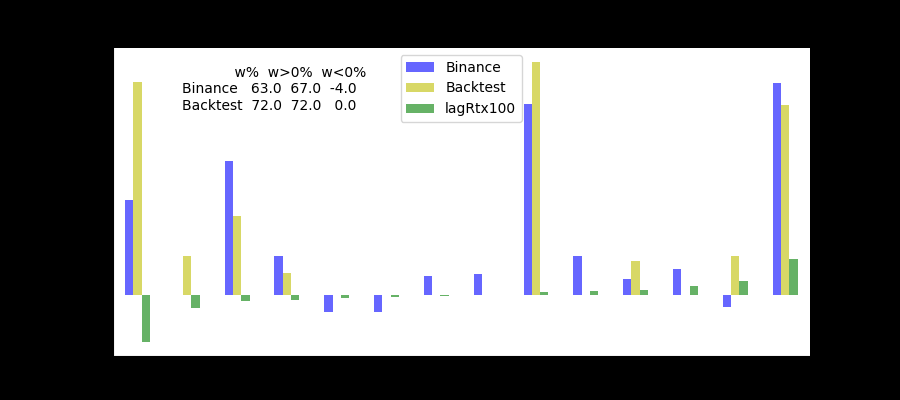 w%  w>0%  w<0%
Binance   63.0  67.0  -4.0
Backtest  72.0  72.0   0.0
Binance
Backtest
lagRtx100